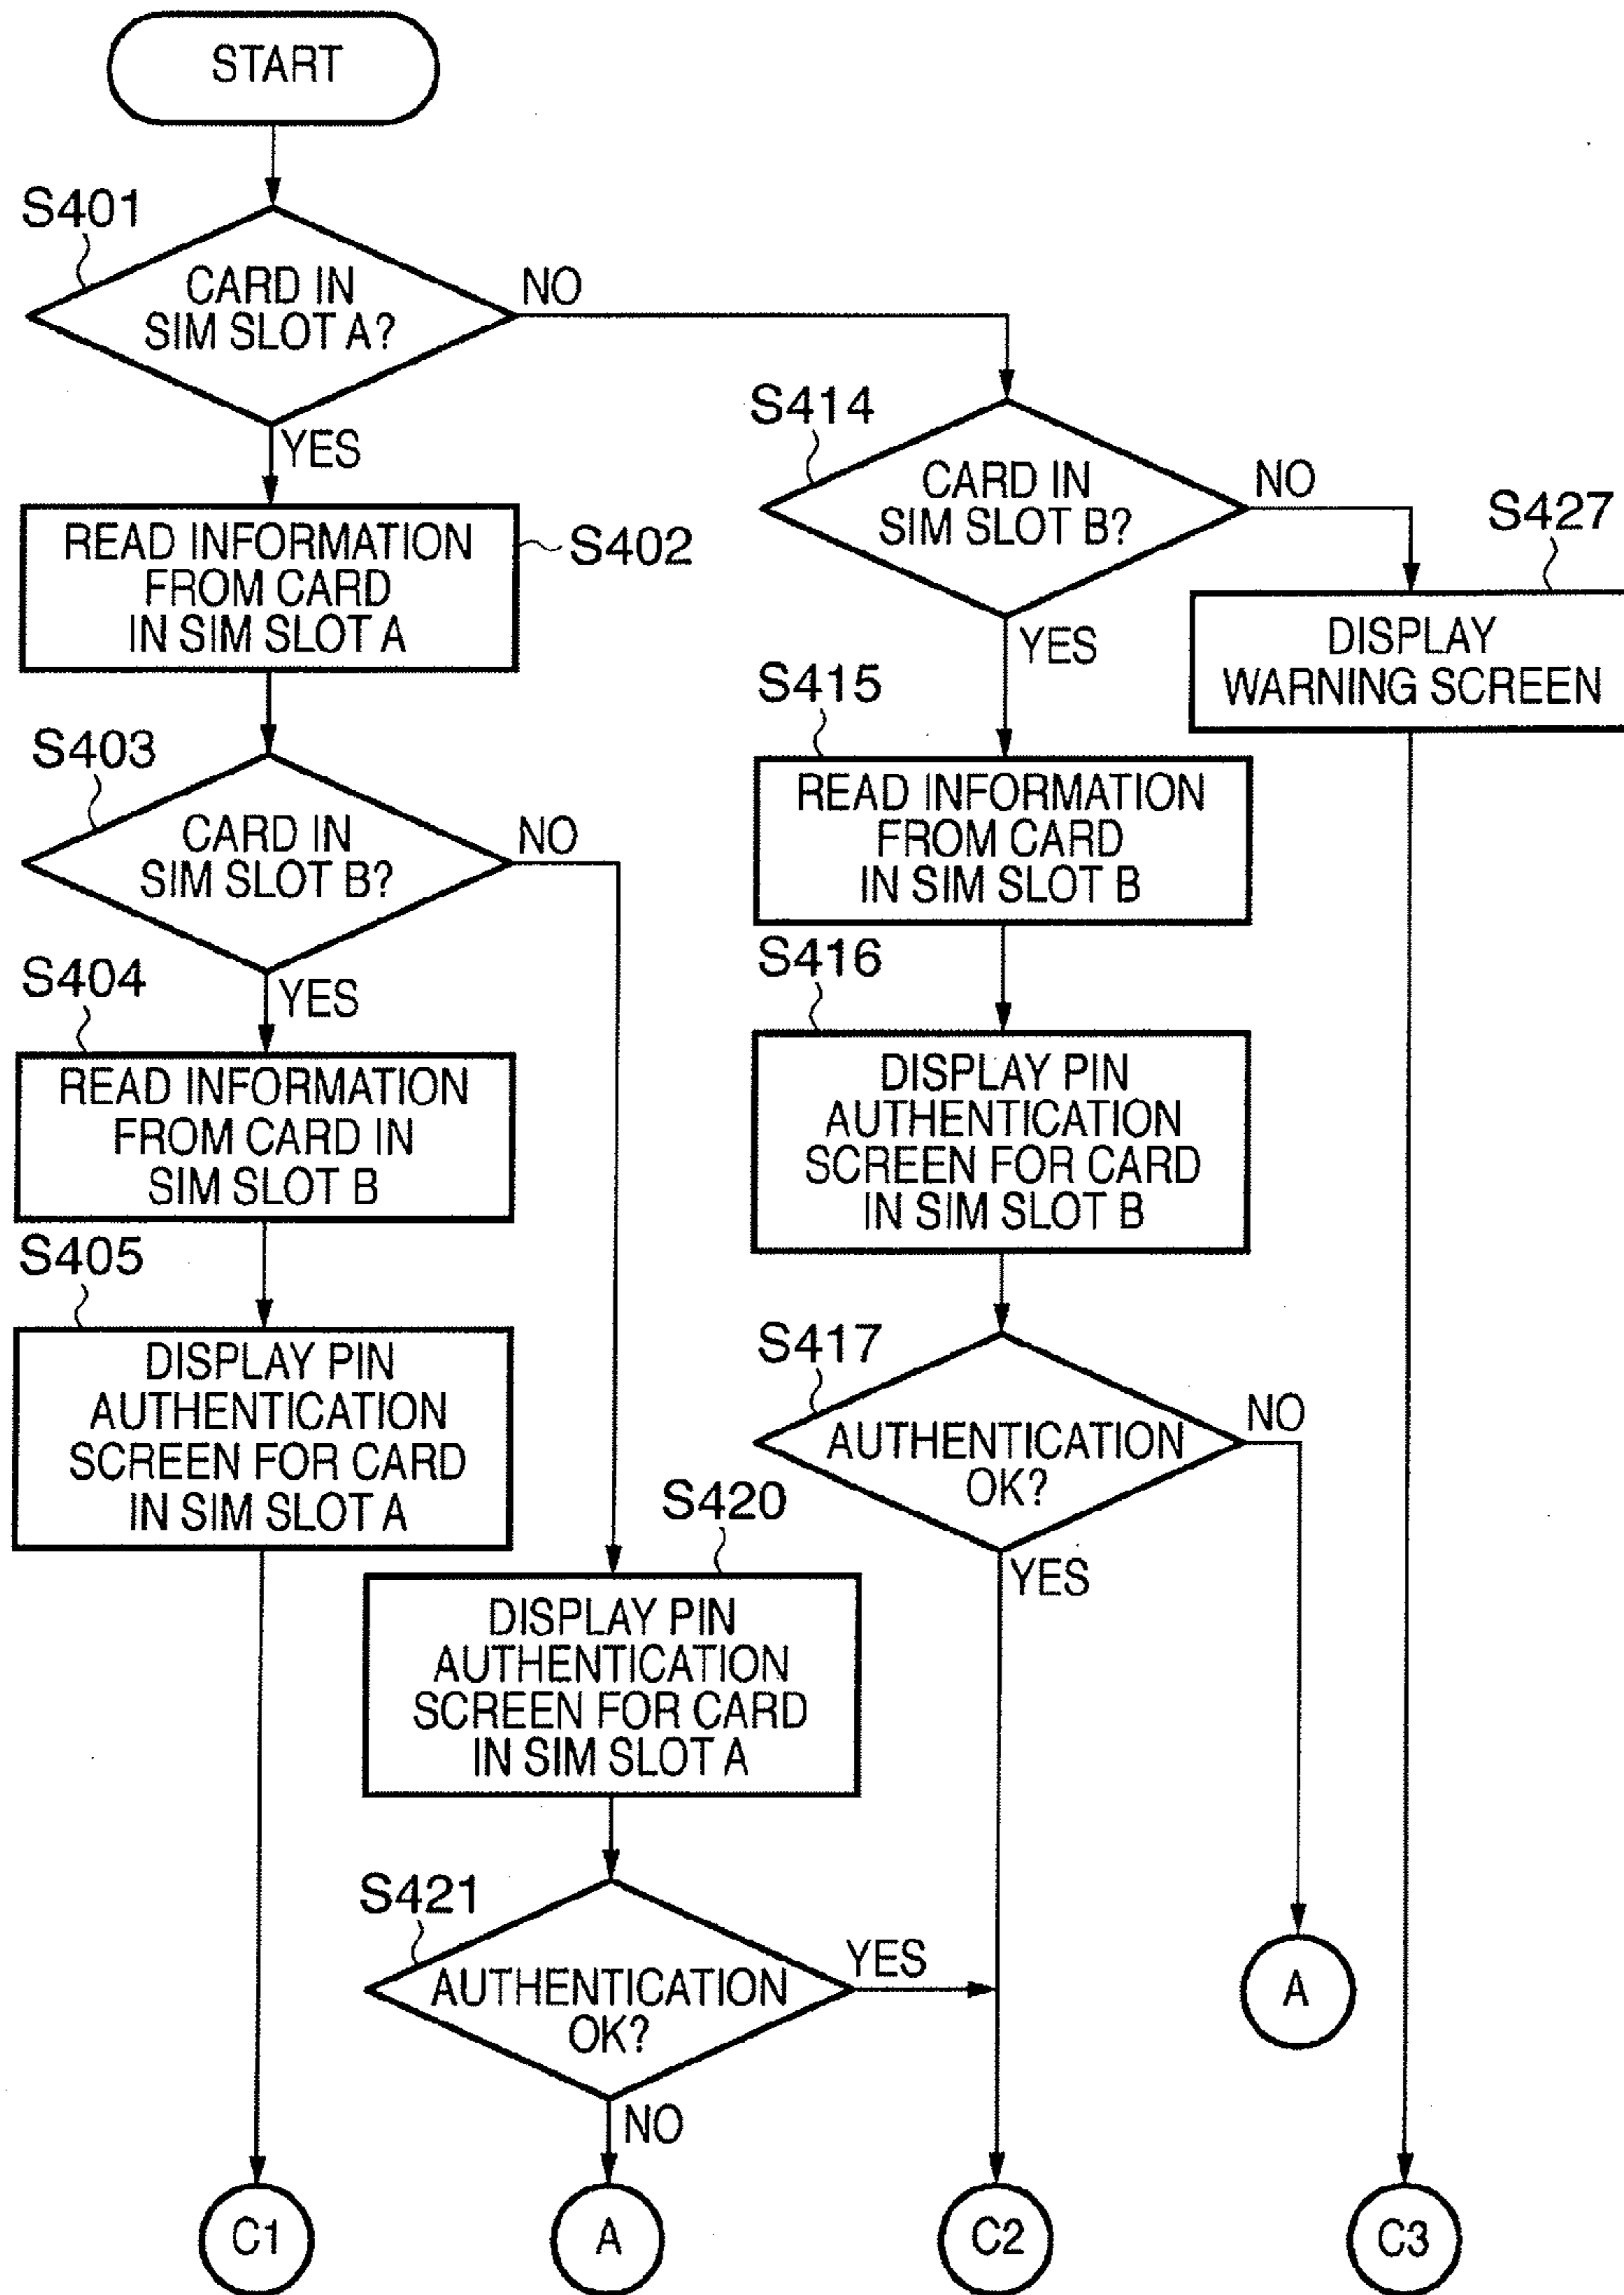 START
S401
CARD IN
SIM SLOT A?
NO
YES
S414
CARD IN
SIM SLOT B?
NO
YES
S427
DISPLAY
WARNING SCREEN
READ INFORMATION
FROM CARD
IN SIM SLOT A
S402
S415
READ INFORMATION
FROM CARD
IN SIM SLOT B
S403
CARD IN
SIM SLOT B?
NO
YES
S404
READ INFORMATION
FROM CARD IN
SIM SLOT B
S416
DISPLAY PIN
AUTHENTICATION
SCREEN FOR CARD
IN SIM SLOT B
S405
DISPLAY PIN
AUTHENTICATION
SCREEN FOR CARD
IN SIM SLOT A
S417
AUTHENTICATION
OK?
NO
YES
S420
DISPLAY PIN
AUTHENTICATION
SCREEN FOR CARD
IN SIM SLOT A
S421
AUTHENTICATION
OK?
YES
NO
A
C1
A
C2
C3